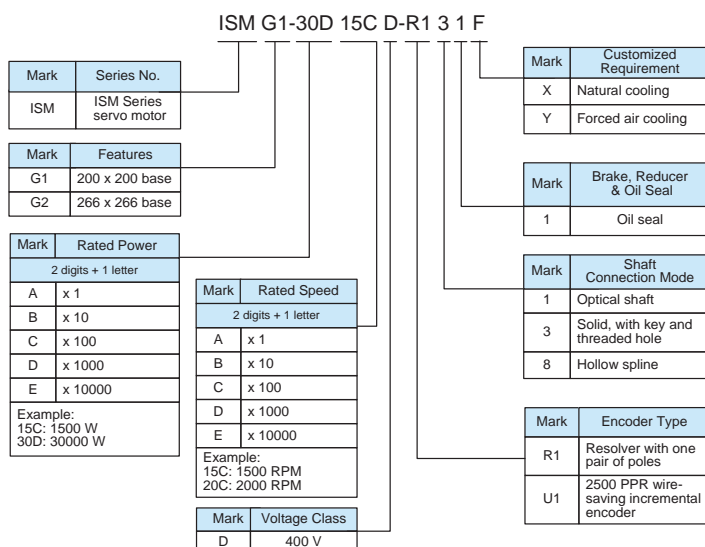 ISM G1-30D 15C D-R1 3 1 F
Mark Series No.
ISM ISM Series
servo motor
Mark Features
G1 200 x 200 base
G2 266 x 266 base
Mark Rated Power
2 digits + 1 letter
A x 1
B x 10
C x 100
D x 1000
E x 10000
Example:
15C: 1500 W
30D: 30000 W
Mark Rated Speed
2 digits + 1 letter
A x 1
B x 10
C x 100
D x 1000
E x 10000
Example:
15C: 1500 RPM
20C: 2000 RPM
Mark Voltage Class
D 400 V
Mark Customized
Requirement
X Natural cooling
Y Forced air cooling
Mark Brake, Reducer
& Oil Seal
1 Oil seal
Mark Shaft
Connection Mode
1 Optical shaft
3 Solid, with key and
threaded hole
8 Hollow spline
Mark Encoder Type
R1 Resolver with one
pair of poles
U1 2500 PPR wire-
saving incremental
encoder